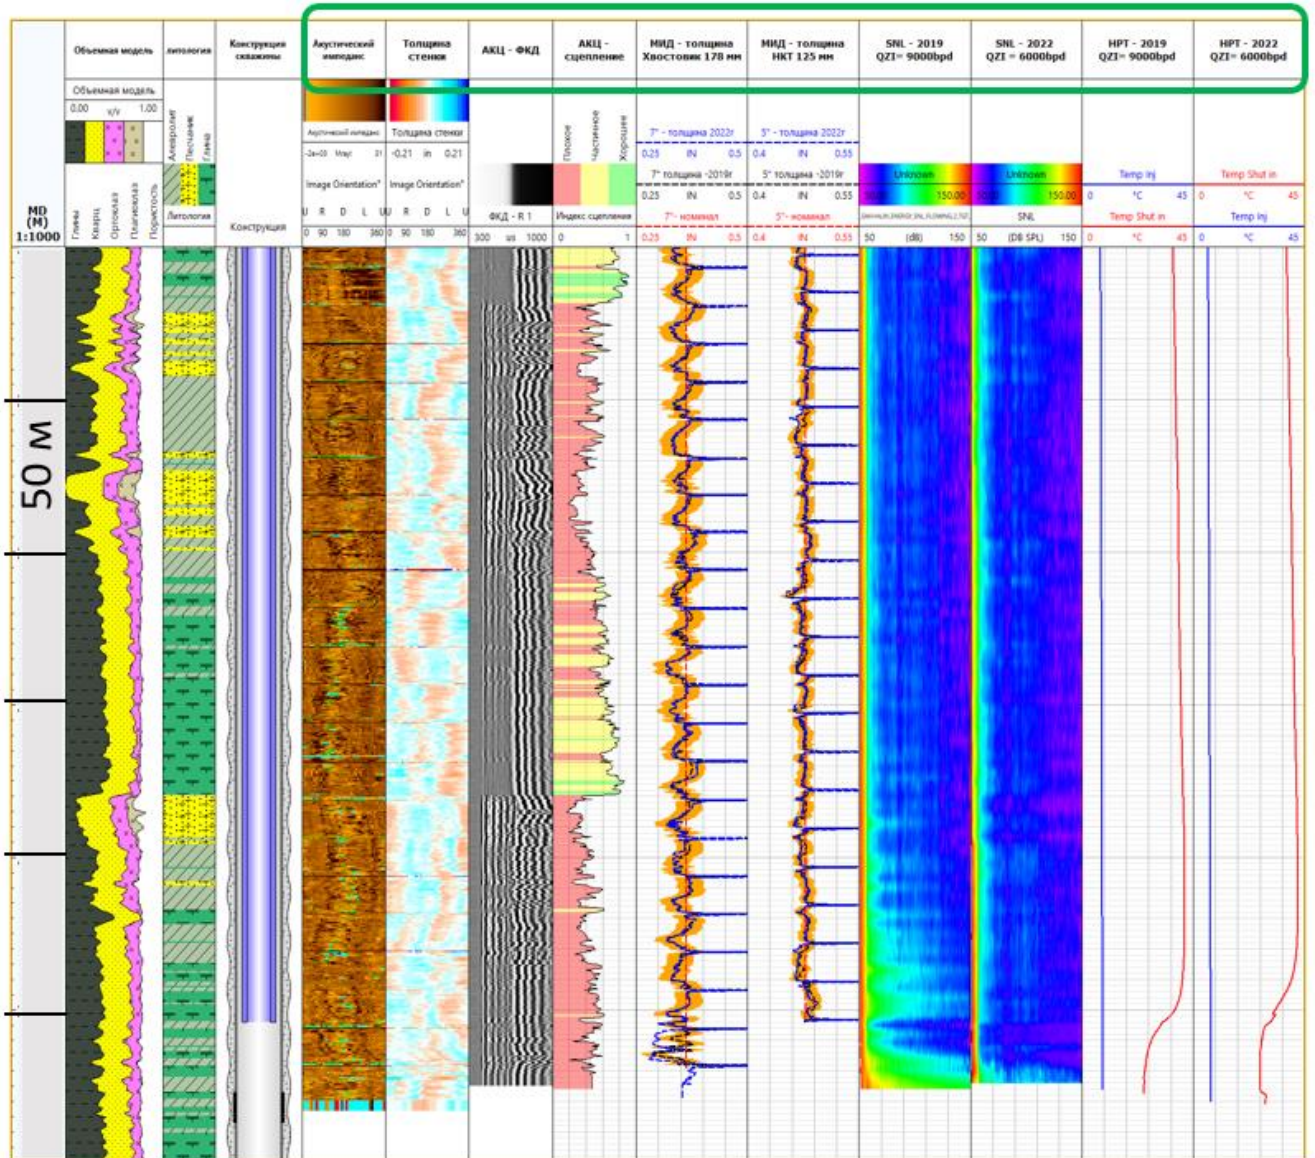 Объемная модель
литология
Конструкция
скважины
Акустический
импеданс
Толщина
стенки
АКЦ - ФКД
АКЦ -
сцепление
МИД - толщина
Хвостовик 178 мм
МИД - толщина
НКТ 125 мм
SNL - 2019
QZI= 9000bpd
SNL - 2022
QZI = 6000bpd
HPT - 2019
QZI= 9000bpd
HPT - 2022
QZI= 6000bpd
Объемная модель
0,00 v/v 1.00
Глины
Кварц
Ортоклаз
Плагиоклаз
Пористость
Алевролит
Песчаник
Глина
Литология
Конструкция
Акустический импеданс
Image Orientation°
U R D L U
0 90 180 360
Толщина стенки
-0.21 in 0.21
Image Orientation°
U R D L U
0 90 180 360
ФКД - R 1
300 us 1000
Плохое
Частичное
Хорошее
Индекс сцепления
0 1
7" - толщина 2022г
0.25 IN 0.5
7" толщина -2019г
0.25 IN 0.5
7"- номинал
0.25 IN 0.5
5" - толщина 2022г
0.4 IN 0.55
5" толщина -2019г
0.4 IN 0.55
5"- номинал
0.4 IN 0.55
Unknown
150.00
50 (dB) 150
Unknown
150.00
SNL
50 (DB SPL) 150
Temp Inj
0 °C 45
Temp Shut in
0 °C 45
Temp Shut in
0 °C 45
Temp Inj
0 °C 45
MD
(M)
1:1000
50 м